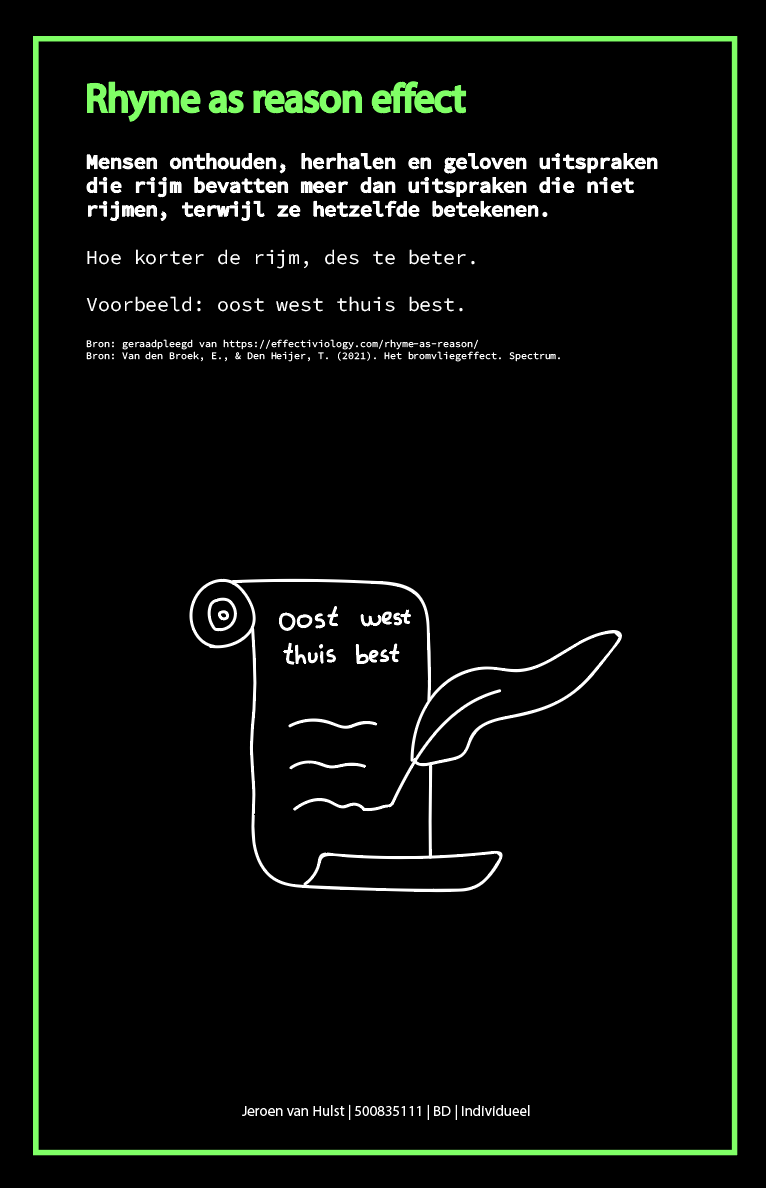 Rhyme as reason effect
Mensen onthouden, herhalen en geloven uitspraken
die rijm bevatten meer dan uitspraken die niet
rijmen, terwijl ze hetzelfde betekenen.
Hoe korter de rijm, des te beter.
Voorbeeld: oost west thuis best.
Bron: geraadpleegd van https://effectiviology.com/rhyme-as-reason/
Bron: Van den Broek, E., & Den Heijer, T. (2021). Het bromvliegeffect. Spectrum.
oost west
thuis best
Jeroen van Hulst | 500835111 | BD | Individueel